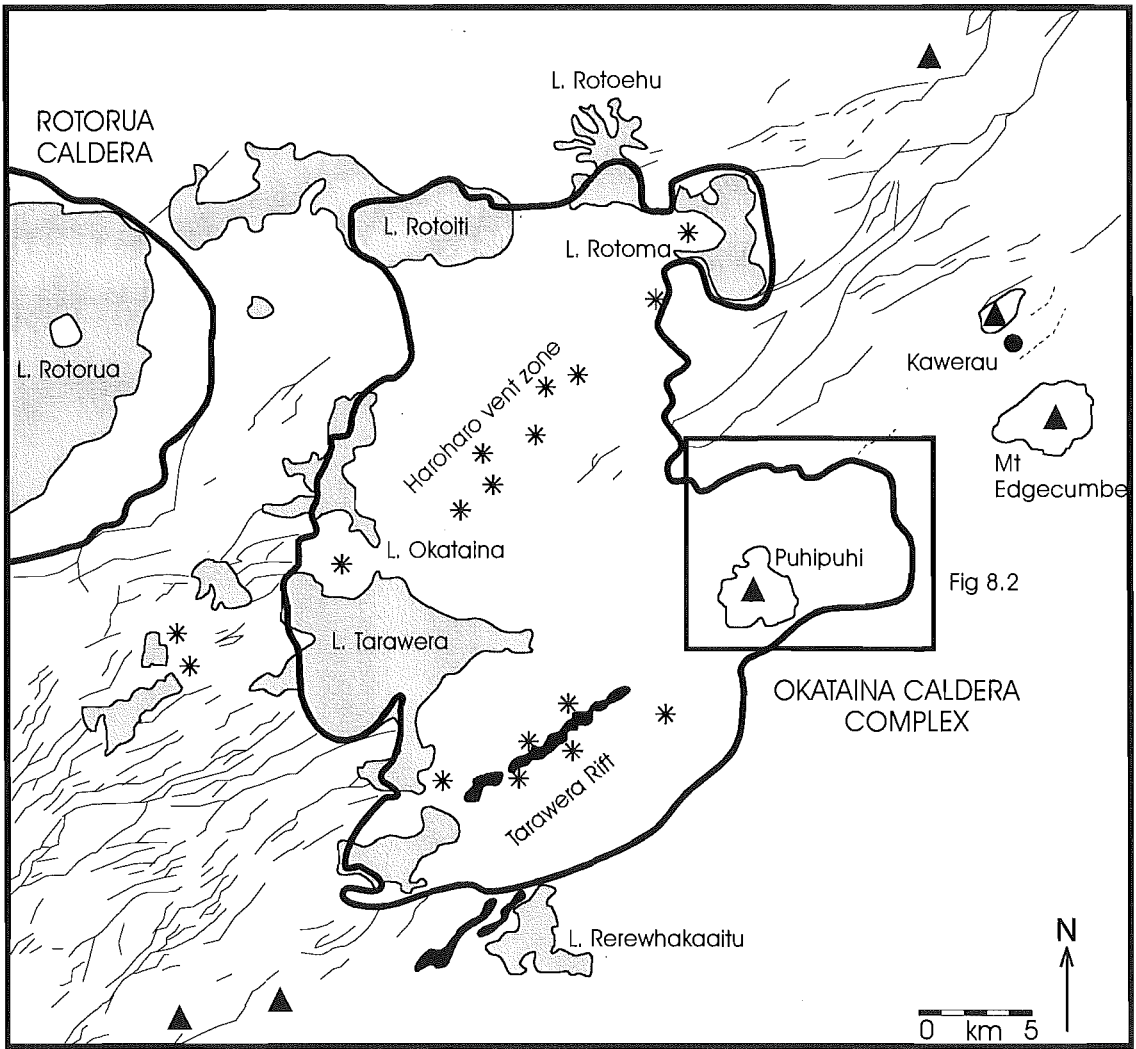 L. Rotoehu
ROTORUA
CALDERA
L. Rotoiti
L. Rotoma
L. Rotorua
Kawerau
Haroharo vent zone
Mt
Edgecumbe
L. Okataina
Puhipuhi
Fig 8.2
L. Tarawera
OKATAINA CALDERA
COMPLEX
Tarawera Rift
L. Rerewhakaaitu
N
0 km 5